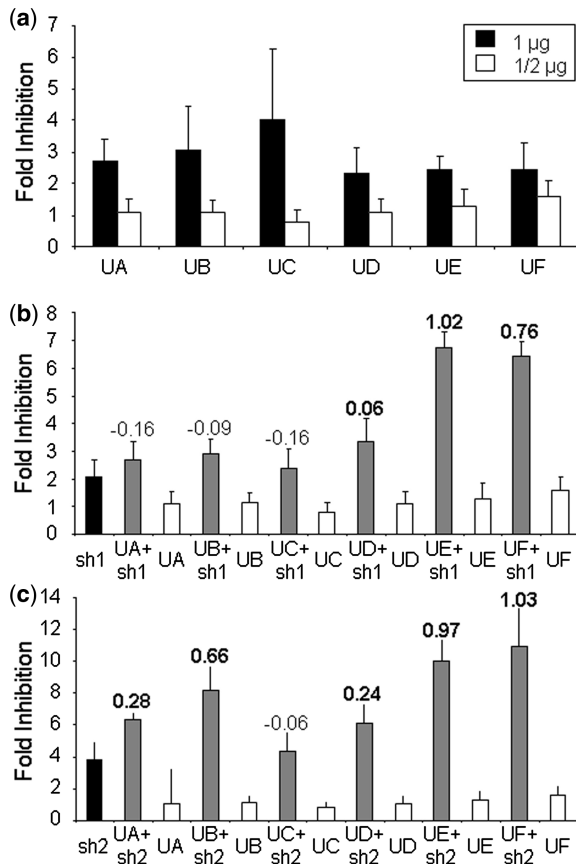 (a)
7
6
5
4
3
2
1
0
Fold Inhibition
1 µg
1/2 µg
UA UB UC UD UE UF
(b)
8
7
6
5
4
3
2
1
0
Fold Inhibition
-0.16 -0.09 -0.16 0.06 1.02 0.76
sh1 UA+ sh1 UA UB+ sh1 UB UC+ sh1 UC UD+ sh1 UD UE+ sh1 UE UF+ sh1 UF
(c)
14
12
10
8
6
4
2
0
Fold Inhibition
0.28 0.66 -0.06 0.24 0.97 1.03
sh2 UA+ sh2 UA UB+ sh2 UB UC+ sh2 UC UD+ sh2 UD UE+ sh2 UE UF+ sh2 UF